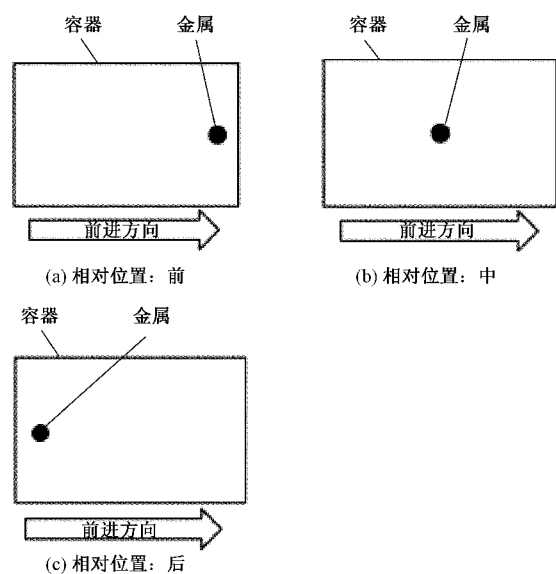 容器 金属
前进方向
(a) 相对位置：前
容器 金属
前进方向
(b) 相对位置：中
容器 金属
前进方向
(c) 相对位置：后